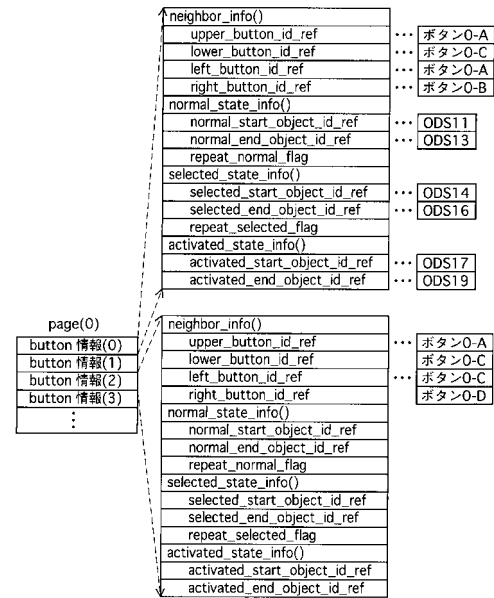 neighbor_info()
upper_button_id_ref ··· ボタン0-A
lower_button_id_ref ··· ボタン0-C
left_button_id_ref ··· ボタン0-A
right_button_id_ref ··· ボタン0-B
normal_state_info()
normal_start_object_id_ref ··· ODS11
normal_end_object_id_ref ··· ODS13
repeat_normal_flag
selected_state_info()
selected_start_object_id_ref ··· ODS14
selected_end_object_id_ref ··· ODS16
repeat_selected_flag
activated_state_info()
activated_start_object_id_ref ··· ODS17
activated_end_object_id_ref ··· ODS19
page(0)
button 情報(0)
button 情報(1)
button 情報(2)
button 情報(3)
⋮
neighbor_info()
upper_button_id_ref ··· ボタン0-A
lower_button_id_ref ボタン0-C
left_button_id_ref ··· ボタン0-C
right_button_id_ref ボタン0-D
normal_state_info()
normal_start_object_id_ref
normal_end_object_id_ref
repeat_normal_flag
selected_state_info()
selected_start_object_id_ref
selected_end_object_id_ref
repeat_selected_flag
activated_state_info()
activated_start_object_id_ref
activated_end_object_id_ref